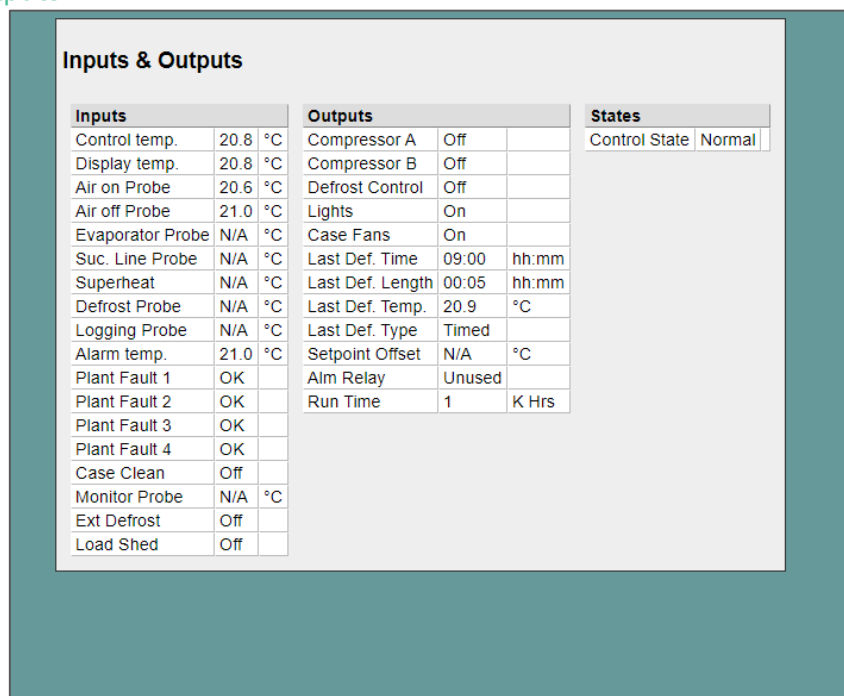 Inputs & Outputs
Inputs
Control temp. 20.8 °C
Display temp. 20.8 °C
Air on Probe 20.6 °C
Air off Probe 21.0 °C
Evaporator Probe N/A °C
Suc. Line Probe N/A °C
Superheat N/A °C
Defrost Probe N/A °C
Logging Probe N/A °C
Alarm temp. 21.0 °C
Plant Fault 1 OK
Plant Fault 2 OK
Plant Fault 3 OK
Plant Fault 4 OK
Case Clean Off
Monitor Probe N/A °C
Ext Defrost Off
Load Shed Off
Outputs
Compressor A Off
Compressor B Off
Defrost Control Off
Lights On
Case Fans On
Last Def. Time 09:00 hh:mm
Last Def. Length 00:05 hh:mm
Last Def. Temp. 20.9 °C
Last Def. Type Timed
Setpoint Offset N/A °C
Alm Relay Unused
Run Time 1 K Hrs
States
Control State Normal